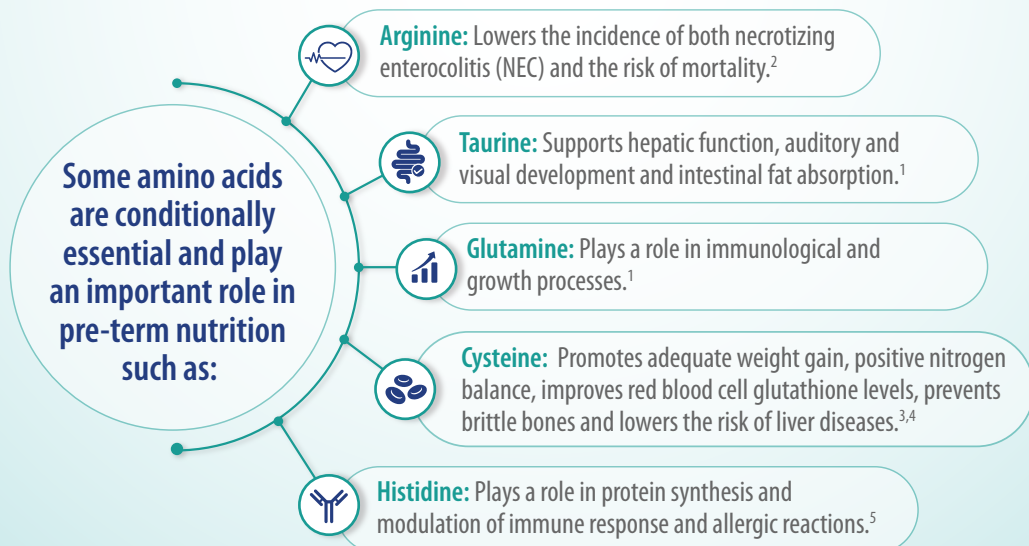 Some amino acids
are conditionally
essential and play
an important role in
pre-term nutrition
such as:
Arginine: Lowers the incidence of both necrotizing
enterocolitis (NEC) and the risk of mortality.²
Taurine: Supports hepatic function, auditory and
visual development and intestinal fat absorption.¹
Glutamine: Plays a role in immunological and
growth processes.¹
Cysteine: Promotes adequate weight gain, positive nitrogen
balance, improves red blood cell glutathione levels, prevents
brittle bones and lowers the risk of liver diseases.³,⁴
Histidine: Plays a role in protein synthesis and
modulation of immune response and allergic reactions.⁵